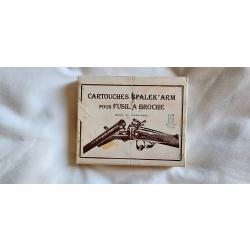 CARTOUCHES SPALEK'ARM
POUR FUSIL A BROCHE